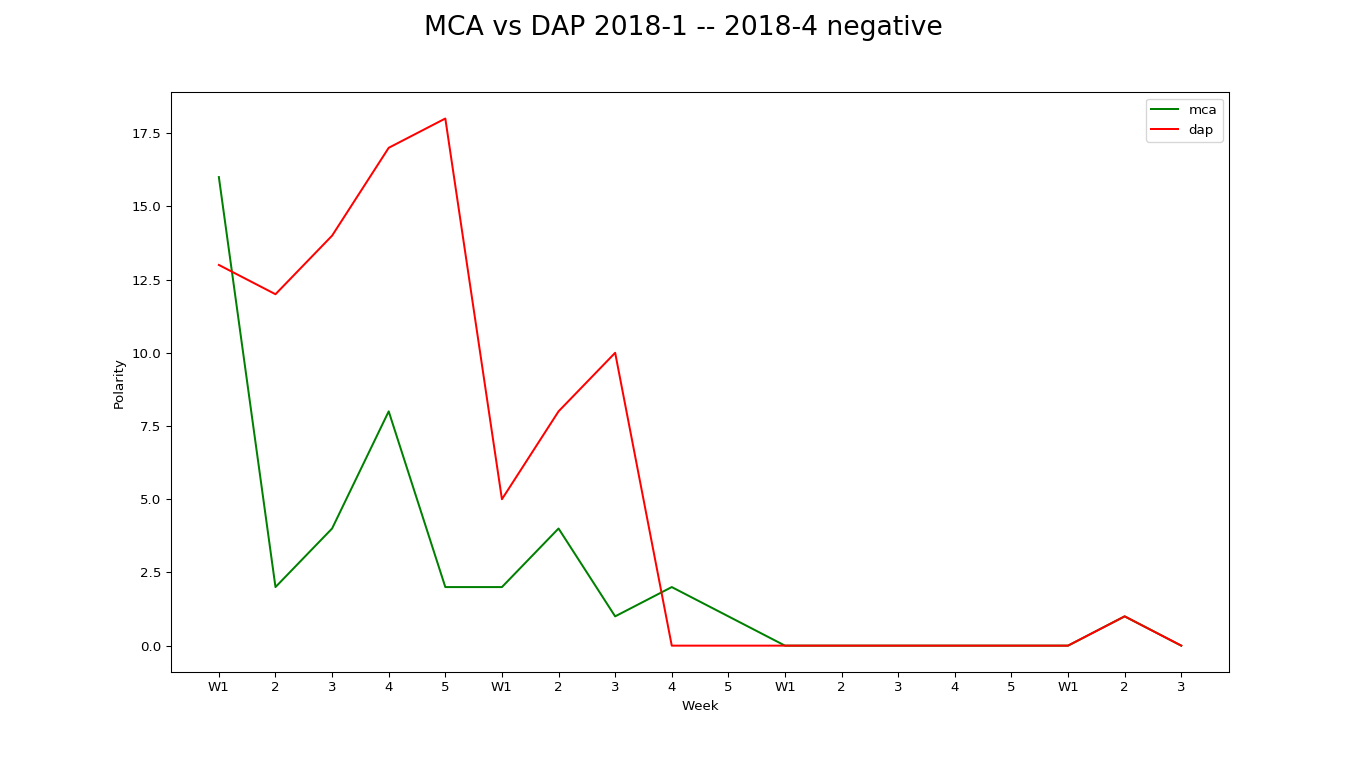 MCA vs DAP 2018-1 -- 2018-4 negative
mca
dap
17.5
15.0
12.5
10.0
7.5
5.0
2.5
0.0
Polarity
W1 2 3 4 5 W1 2 3 4 5 W1 2 3 4 5 W1 2 3
Week